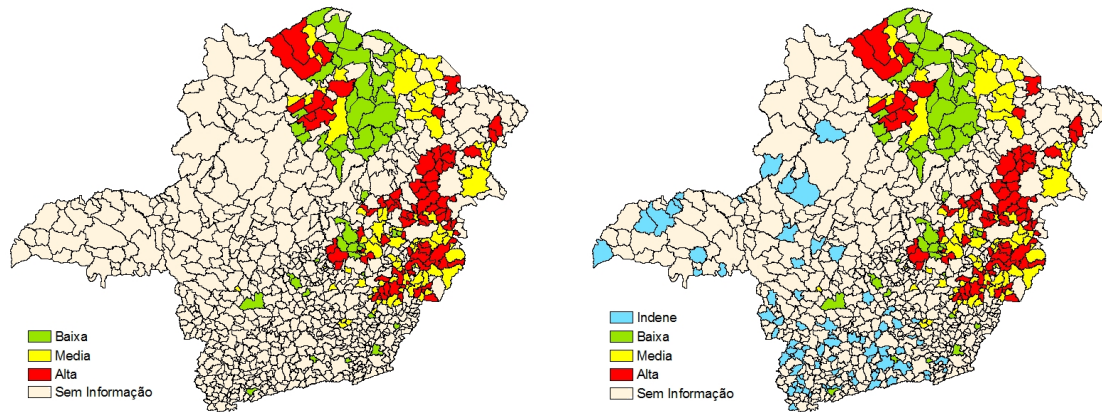 Baixa
Media
Alta
Sem Informação
Indene
Baixa
Media
Alta
Sem Informação